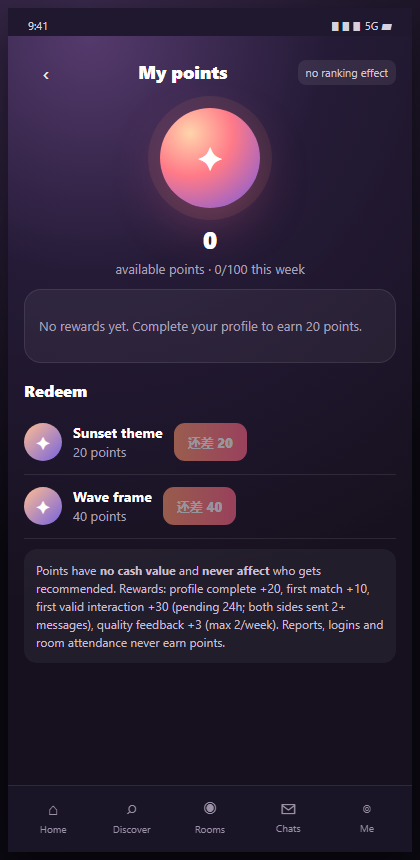 9:41
5G
My points
no ranking effect
0
available points · 0/100 this week
No rewards yet. Complete your profile to earn 20 points.
Redeem
Sunset theme
20 points
还差 20
Wave frame
40 points
还差 40
Points have no cash value and never affect who gets
recommended. Rewards: profile complete +20, first match +10,
first valid interaction +30 (pending 24h; both sides sent 2+
messages), quality feedback +3 (max 2/week). Reports, logins and
room attendance never earn points.
Home
Discover
Rooms
Chats
Me